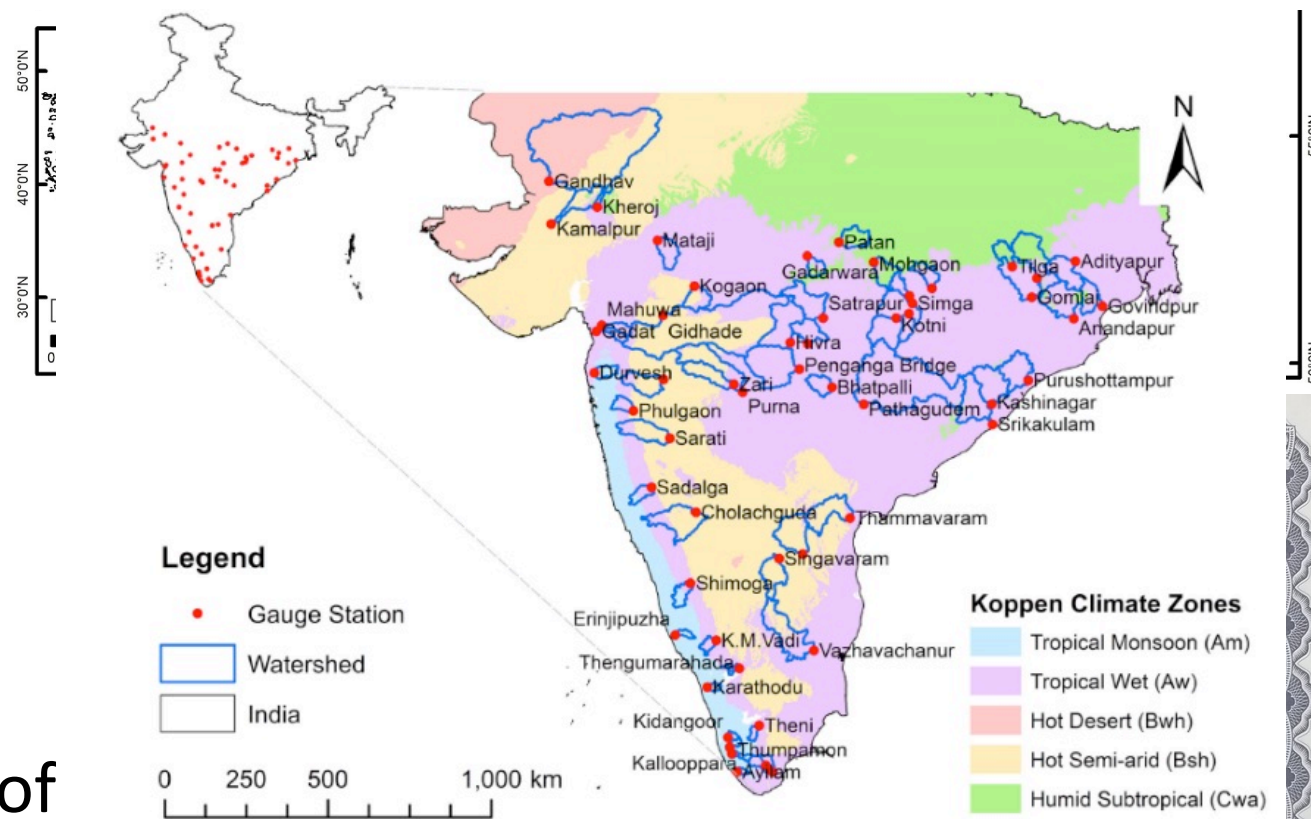 50°0'N
40°0'N
30°0'N
0
N
Gandhav
Kheroj
Kamalpur
Mataji
Patan
Gadarwara
Mohgaon
Tilga
Adityapur
Kogaon
Satrapur
Simga
Gomlai
Govindpur
Mahuwa
Gidhade
Kotni
Anandapur
Gadat
Hivra
Penganga Bridge
Durvesh
Zari
Bhatpalli
Purushottampur
Purna
Pathagudem
Kashinagar
Phulgaon
Srikakulam
Sarati
Sadalga
Cholachguda
Thammavaram
Singavaram
Shimoga
Erinjipuzha
K.M.Vadi
Vazhavachanur
Thengumarahada
Karathodu
Kidangoor
Theni
Thumpamon
Kallooppara
Ayilam
Legend
Gauge Station
Watershed
India
0 250 500 1,000 km
Koppen Climate Zones
Tropical Monsoon (Am)
Tropical Wet (Aw)
Hot Desert (Bwh)
Hot Semi-arid (Bsh)
Humid Subtropical (Cwa)
of